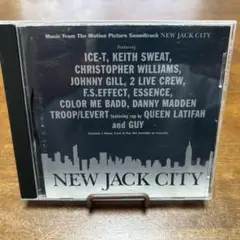 Music From The Motion Picture Soundtrack NEW JACK CITY
featuring
ICE-T, KEITH SWEAT,
CHRISTOPHER WILLIAMS,
JOHNNY GILL, 2 LIVE CREW,
F.S.EFFECT, ESSENCE,
COLOR ME BADD, DANNY MADDEN
TROOP/LEVERT featuring rap by QUEEN LATIFAH
and GUY
NEW JACK CITY